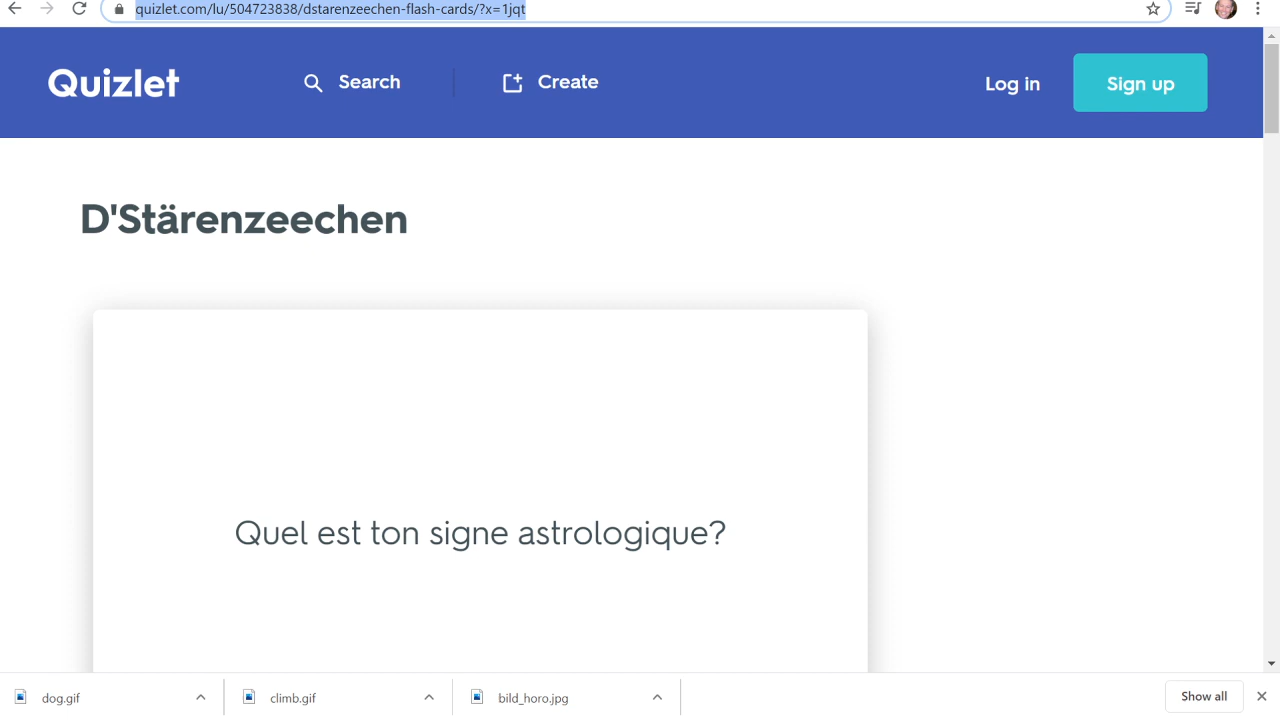 quizlet.com/lu/504723838/dstarenzeechen-flash-cards/?x=1jqt
Quizlet
Search
Create
Log in
Sign up
D'Stärenzeechen
Quel est ton signe astrologique?
dog.gif
climb.gif
bild_horo.jpg
Show all